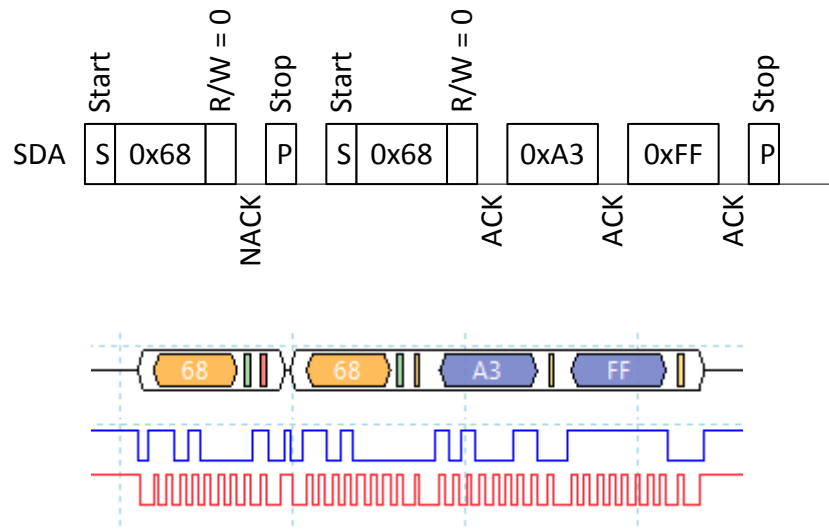 Start R/W = 0 Stop Start R/W = 0 Stop
SDA S 0x68 P S 0x68 0xA3 0xFF P
NACK ACK ACK ACK
68 68 A3 FF